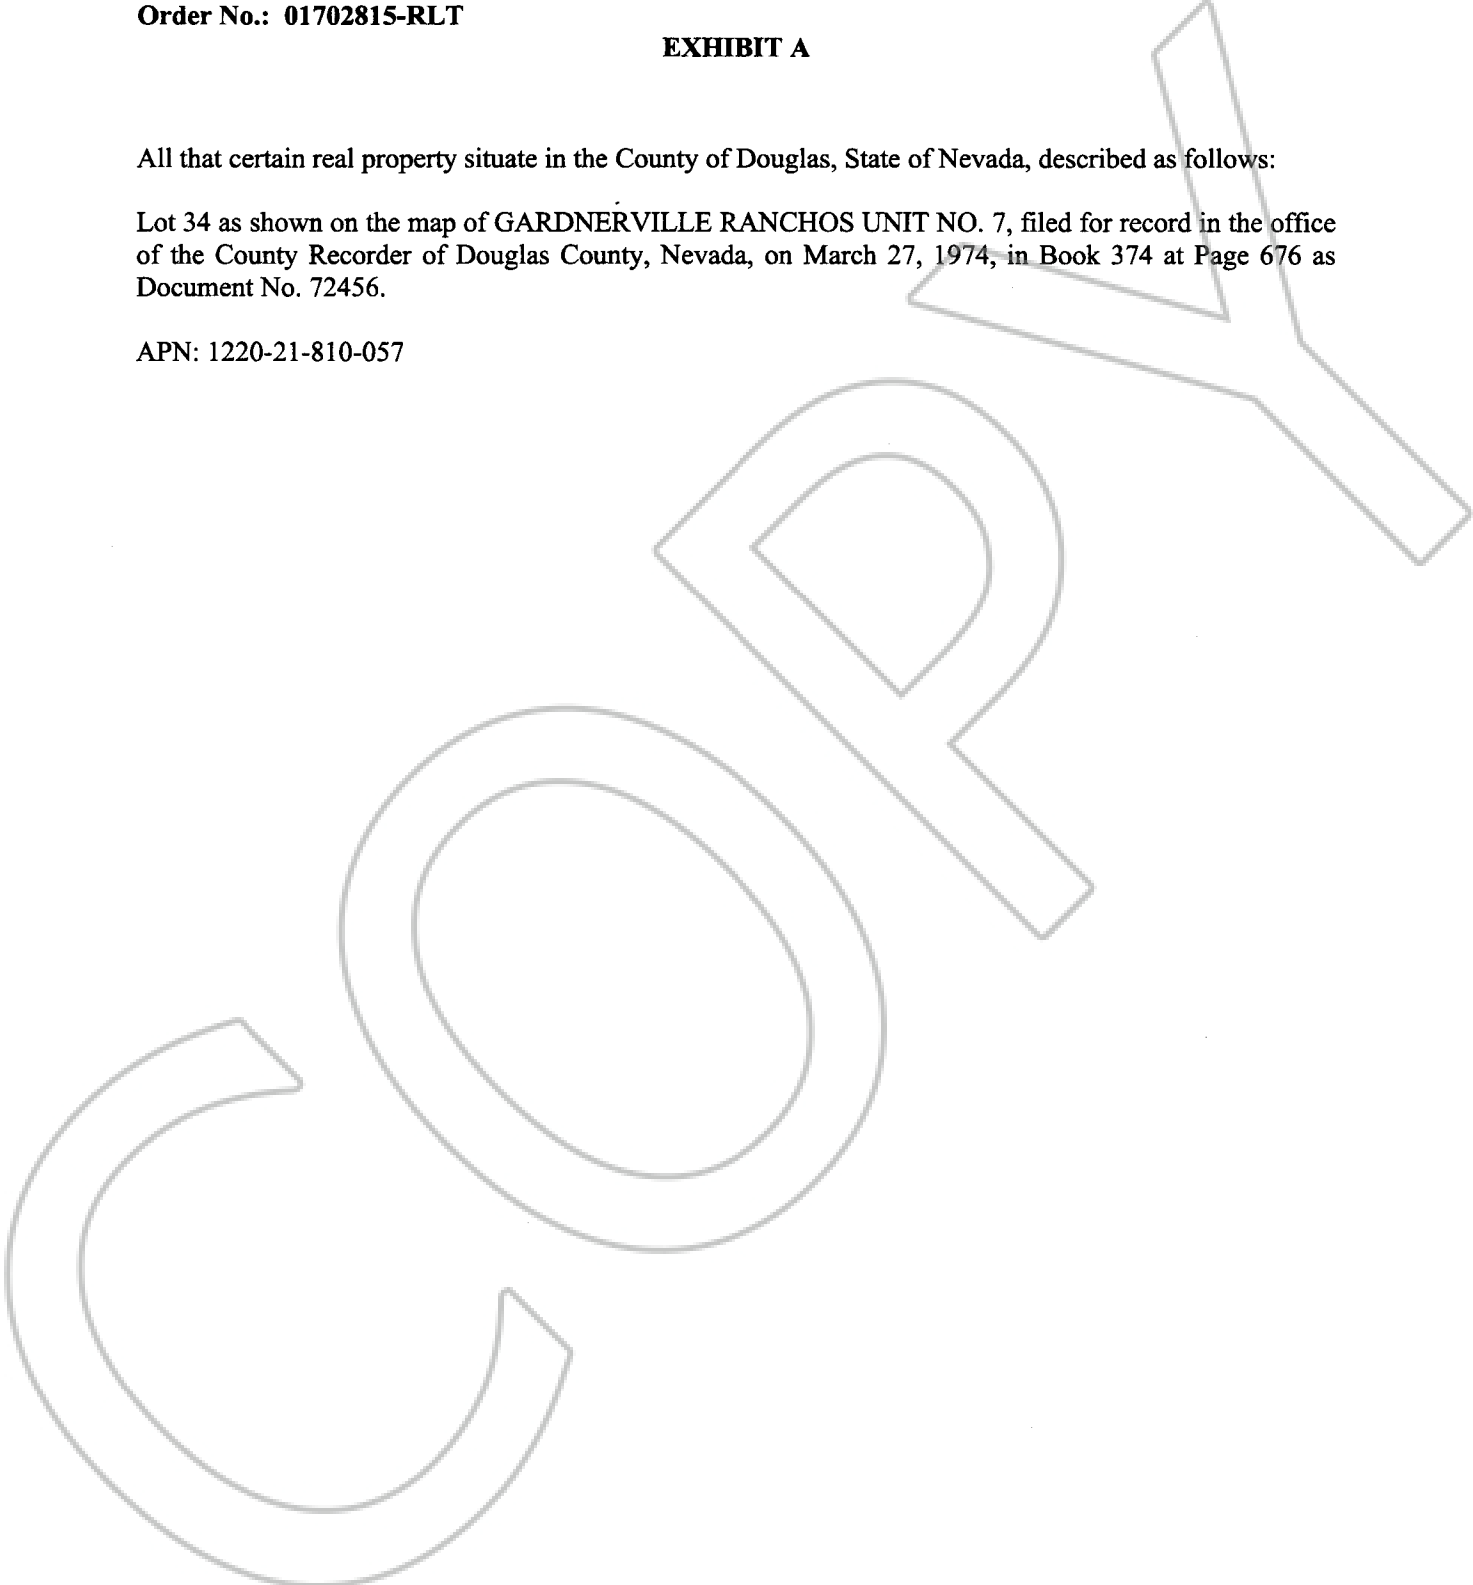 Order No.: 01702815-RLT
EXHIBIT A
All that certain real property situate in the County of Douglas, State of Nevada, described as follows:
Lot 34 as shown on the map of GARDNERVILLE RANCHOS UNIT NO. 7, filed for record in the office
of the County Recorder of Douglas County, Nevada, on March 27, 1974, in Book 374 at Page 676 as
Document No. 72456.
APN: 1220-21-810-057
COPY